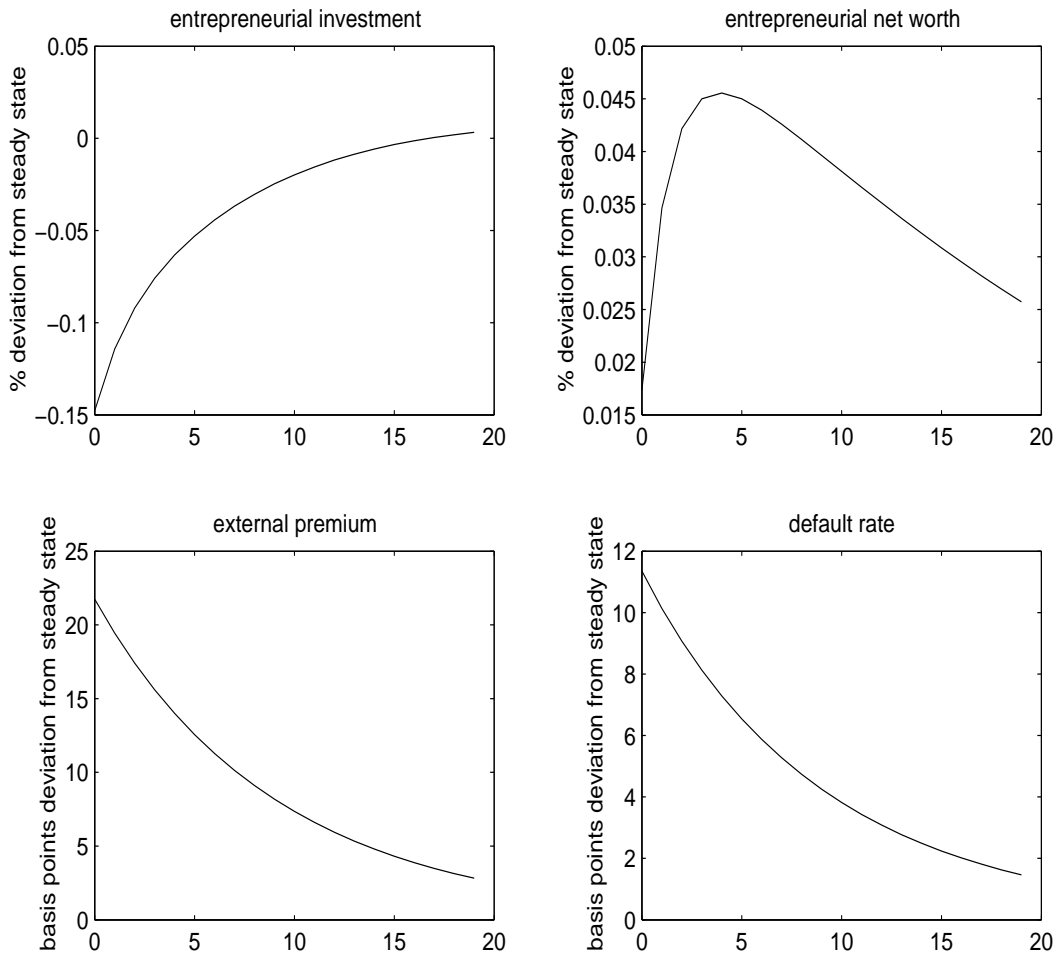 entrepreneurial investment
% deviation from steady state
0.05
0
−0.05
−0.1
−0.15
0 5 10 15 20
entrepreneurial net worth
% deviation from steady state
0.05
0.045
0.04
0.035
0.03
0.025
0.02
0.015
0 5 10 15 20
external premium
basis points deviation from steady state
25
20
15
10
5
0
0 5 10 15 20
default rate
basis points deviation from steady state
12
10
8
6
4
2
0
0 5 10 15 20